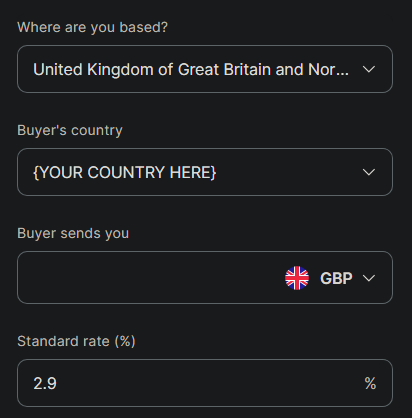 Where are you based?
United Kingdom of Great Britain and Nor...
Buyer's country
{YOUR COUNTRY HERE}
Buyer sends you
GBP
Standard rate (%)
2.9 %